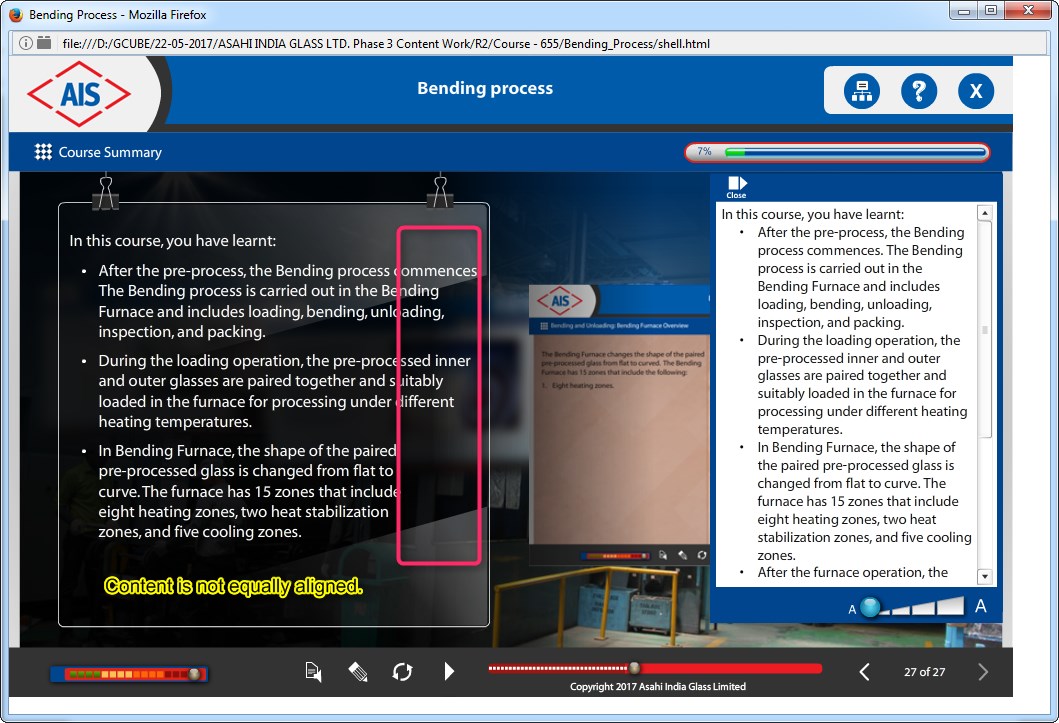 Bending Process - Mozilla Firefox
file:///D:/GCUBE/22-05-2017/ASAHI INDIA GLASS LTD. Phase 3 Content Work/R2/Course - 655/Bending_Process/shell.html
AIS
Bending process
?
X
Course Summary
7%
In this course, you have learnt:
• After the pre-process, the Bending process commences
The Bending process is carried out in the Bending
Furnace and includes loading, bending, unloading,
inspection, and packing.
• During the loading operation, the pre-processed inner
and outer glasses are paired together and suitably
loaded in the furnace for processing under different
heating temperatures.
• In Bending Furnace, the shape of the paired
pre-processed glass is changed from flat to
curve. The furnace has 15 zones that include
eight heating zones, two heat stabilization
zones, and five cooling zones.
Content is not equally aligned.
AIS
Bending and Unloading: Bending Furnace Overview
The Bending Furnace changes the shape of the paired
pre-processed glass from flat to curved. The Bending
Furnace has 15 zones that include the following:
1. Eight heating zones.
Close
In this course, you have learnt:
• After the pre-process, the Bending
process commences. The Bending
process is carried out in the
Bending Furnace and includes
loading, bending, unloading,
inspection, and packing.
• During the loading operation, the
pre-processed inner and outer
glasses are paired together and
suitably loaded in the furnace for
processing under different heating
temperatures.
• In Bending Furnace, the shape of
the paired pre-processed glass is
changed from flat to curve. The
furnace has 15 zones that include
eight heating zones, two heat
stabilization zones, and five cooling
zones.
• After the furnace operation, the
A A
27 of 27
Copyright 2017 Asahi India Glass Limited